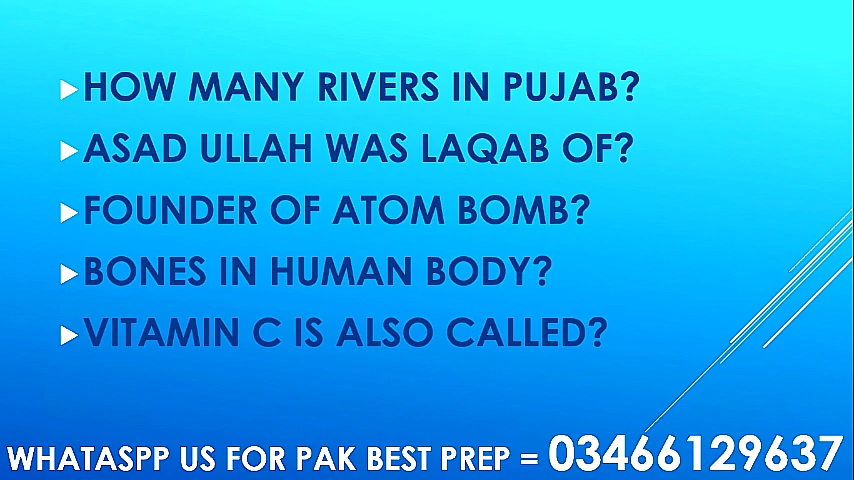 HOW MANY RIVERS IN PUJAB?
ASAD ULLAH WAS LAQAB OF?
FOUNDER OF ATOM BOMB?
BONES IN HUMAN BODY?
VITAMIN C IS ALSO CALLED?
WHATASPP US FOR PAK BEST PREP = 03466129637